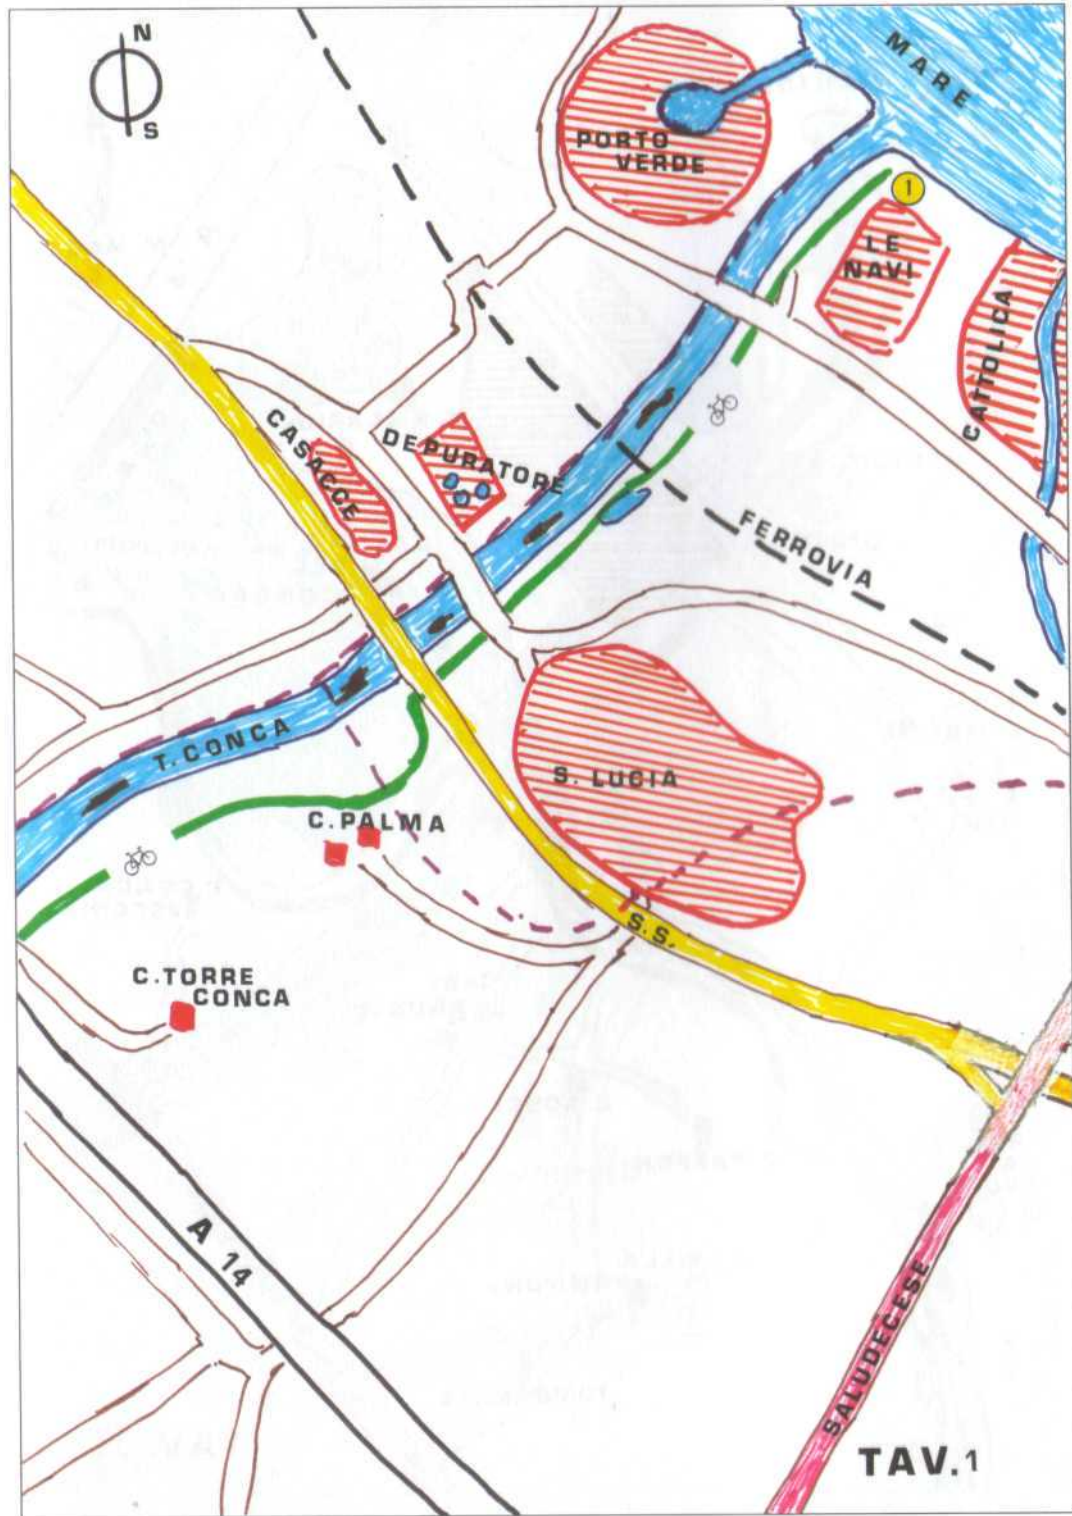 N
S
MARE
PORTO
VERDE
1
LE
NAVI
CATTOLICA
CASACCE
DEPURATORE
FERROVIA
T. CONCA
S. LUCIA
C. PALMA
S.S.
C. TORRE
CONCA
A 14
SALUDECESE
TAV. 1